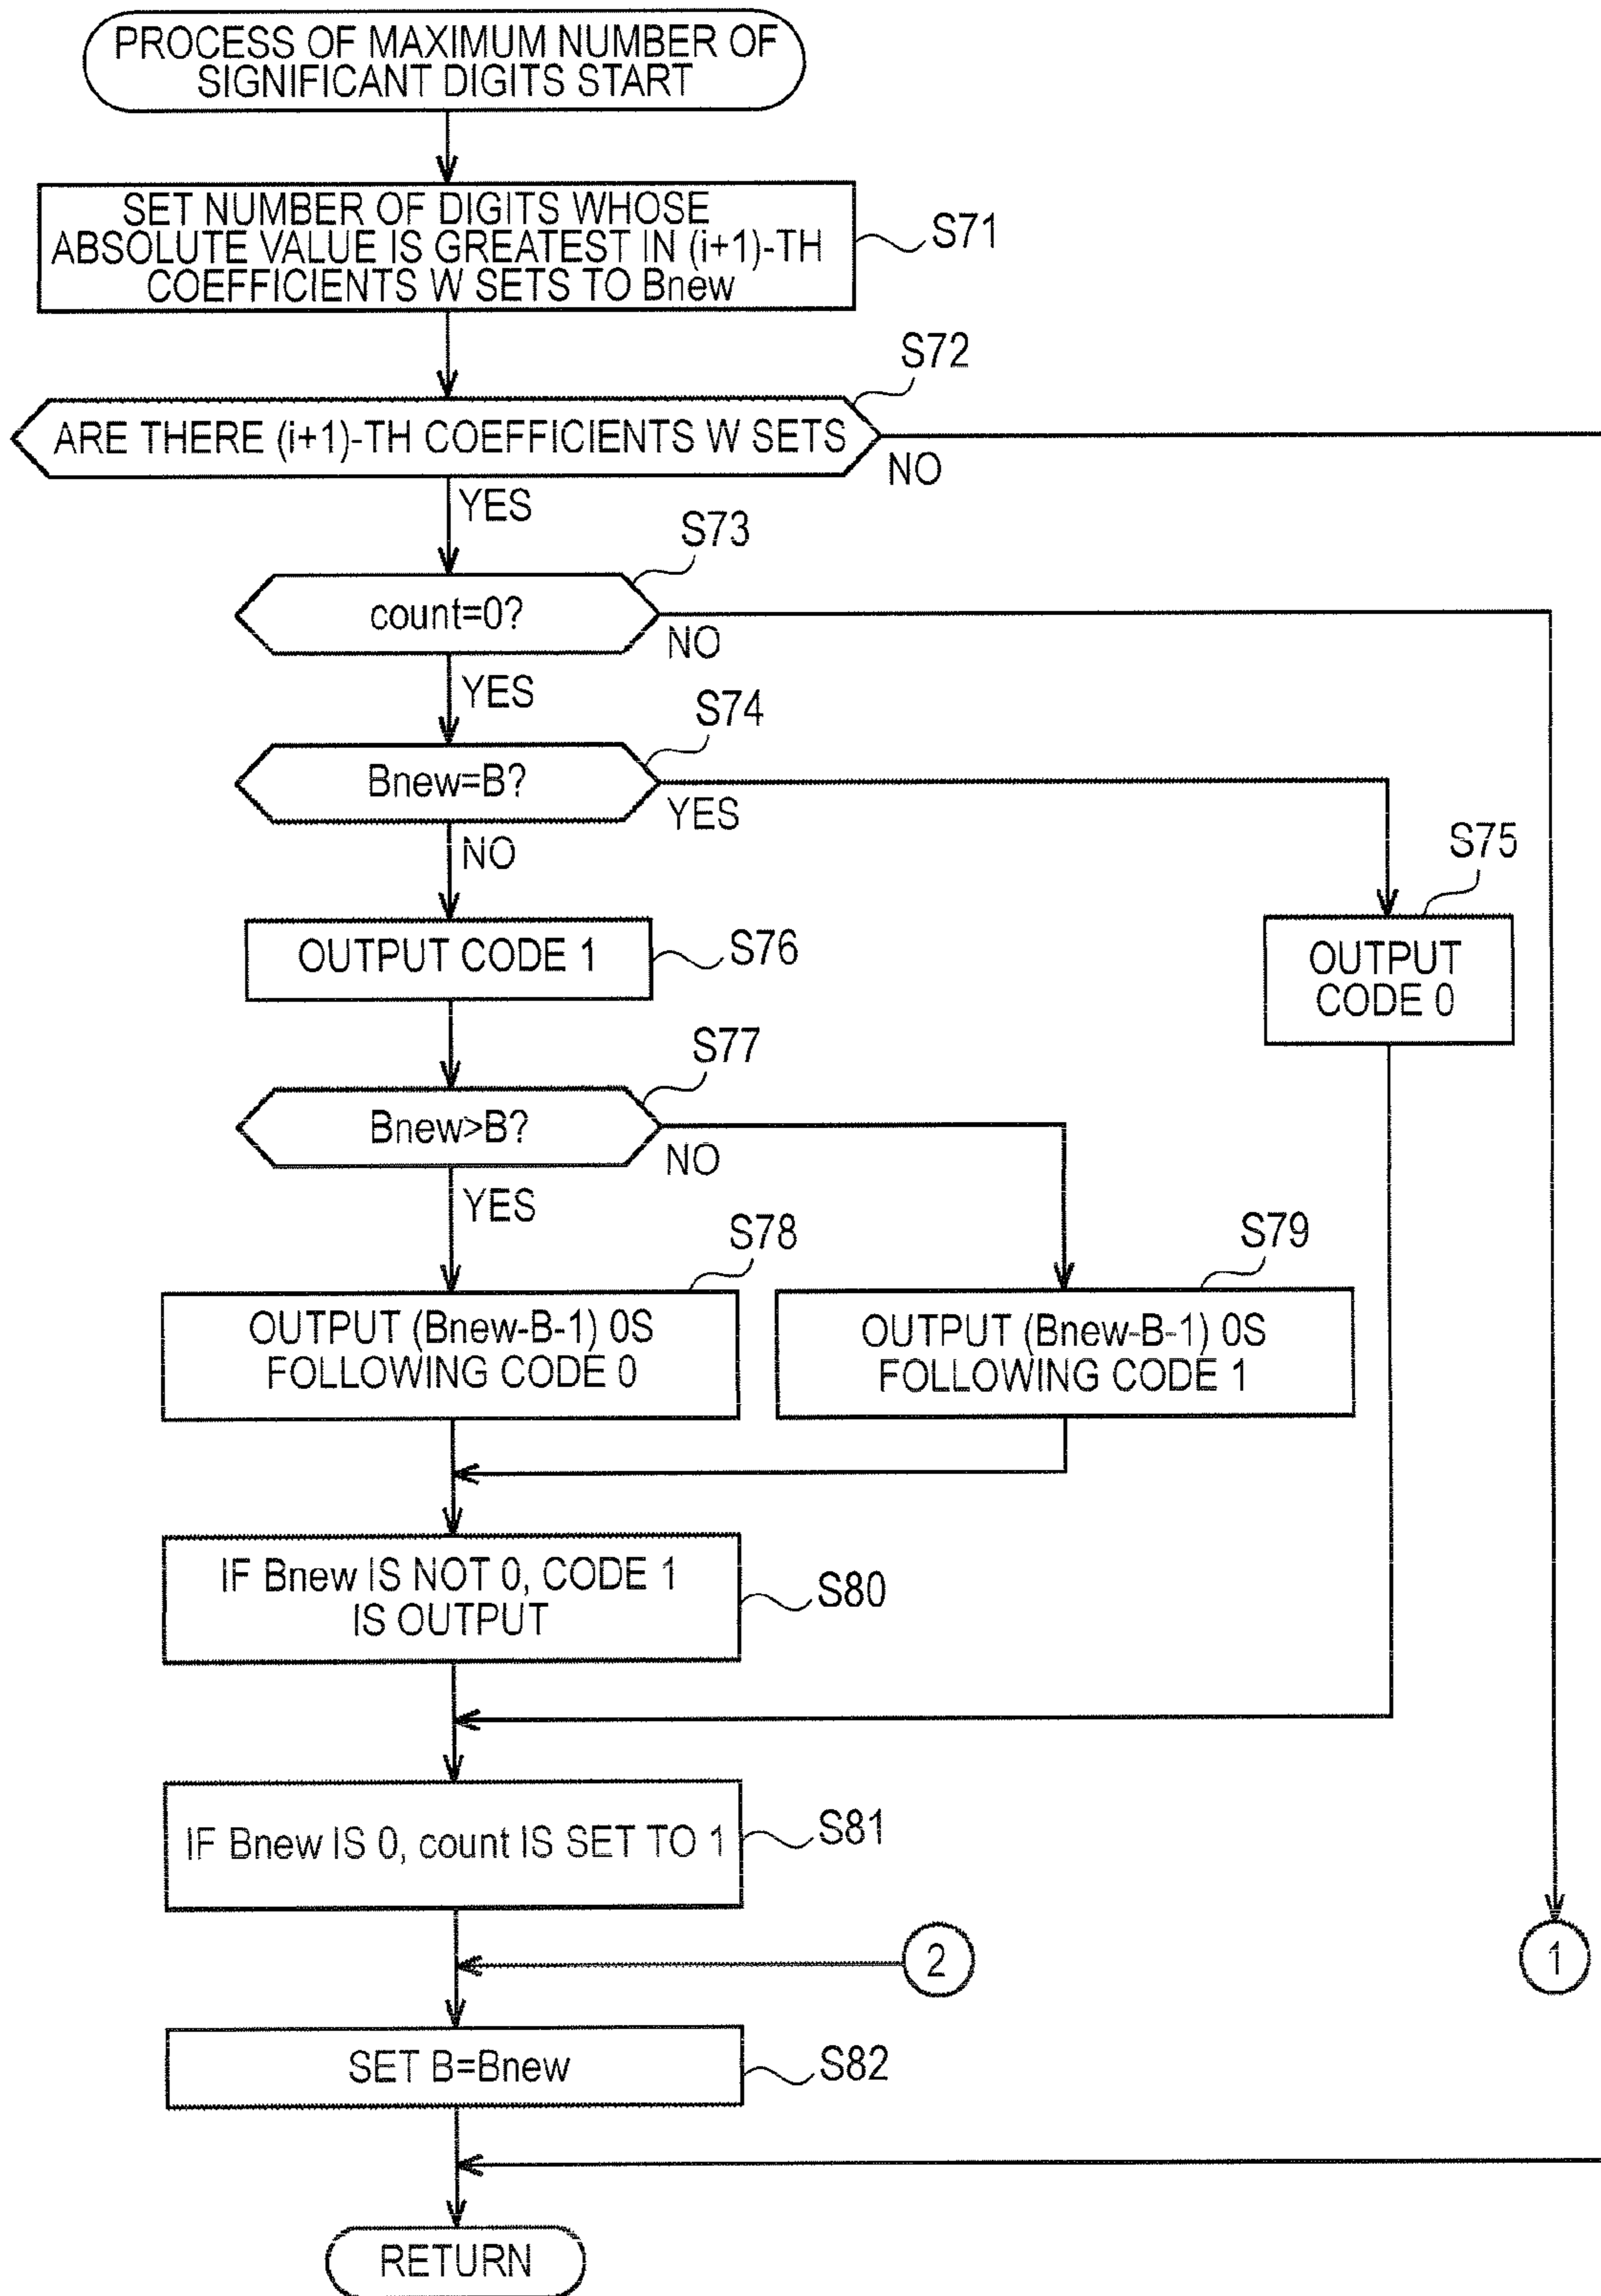 PROCESS OF MAXIMUM NUMBER OF
SIGNIFICANT DIGITS START
SET NUMBER OF DIGITS WHOSE
ABSOLUTE VALUE IS GREATEST IN (i+1)-TH
COEFFICIENTS W SETS TO Bnew
S71
S72
ARE THERE (i+1)-TH COEFFICIENTS W SETS
NO
YES
S73
count=0?
NO
YES
S74
Bnew=B?
YES
NO
S75
OUTPUT
CODE 0
OUTPUT CODE 1
S76
S77
Bnew>B?
NO
YES
S78
OUTPUT (Bnew-B-1) 0S
FOLLOWING CODE 0
S79
OUTPUT (Bnew-B-1) 0S
FOLLOWING CODE 1
IF Bnew IS NOT 0, CODE 1
IS OUTPUT
S80
IF Bnew IS 0, count IS SET TO 1
S81
2
1
SET B=Bnew
S82
RETURN